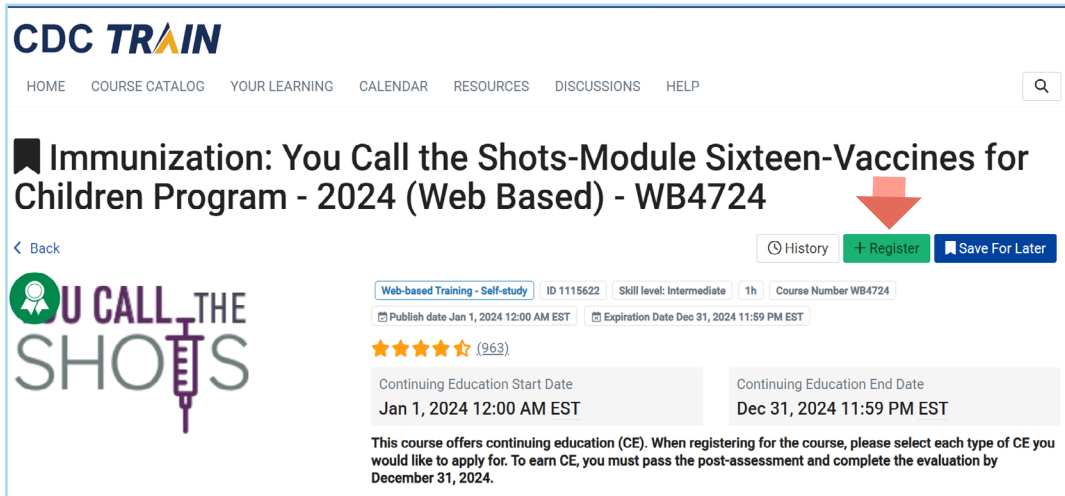 CDC TRAIN
HOME COURSE CATALOG YOUR LEARNING CALENDAR RESOURCES DISCUSSIONS HELP
Immunization: You Call the Shots-Module Sixteen-Vaccines for
Children Program - 2024 (Web Based) - WB4724
Back
History + Register Save For Later
YOU CALL THE
SHOTS
Web-based Training - Self-study ID 1115622 Skill level: Intermediate 1h Course Number WB4724
Publish date Jan 1, 2024 12:00 AM EST Expiration Date Dec 31, 2024 11:59 PM EST
(963)
Continuing Education Start Date
Jan 1, 2024 12:00 AM EST
Continuing Education End Date
Dec 31, 2024 11:59 PM EST
This course offers continuing education (CE). When registering for the course, please select each type of CE you
would like to apply for. To earn CE, you must pass the post-assessment and complete the evaluation by
December 31, 2024.